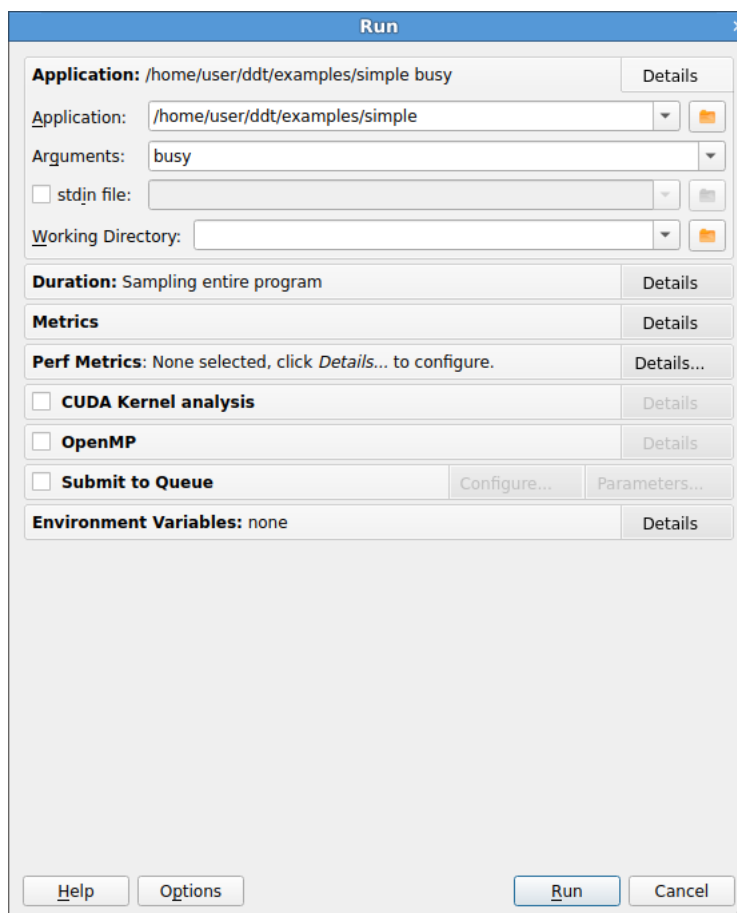 Run
Application: /home/user/ddt/examples/simple busy Details
Application: /home/user/ddt/examples/simple
Arguments: busy
stdin file:
Working Directory:
Duration: Sampling entire program Details
Metrics Details
Perf Metrics: None selected, click Details... to configure. Details...
CUDA Kernel analysis Details
OpenMP Details
Submit to Queue Configure... Parameters...
Environment Variables: none Details
Help Options Run Cancel